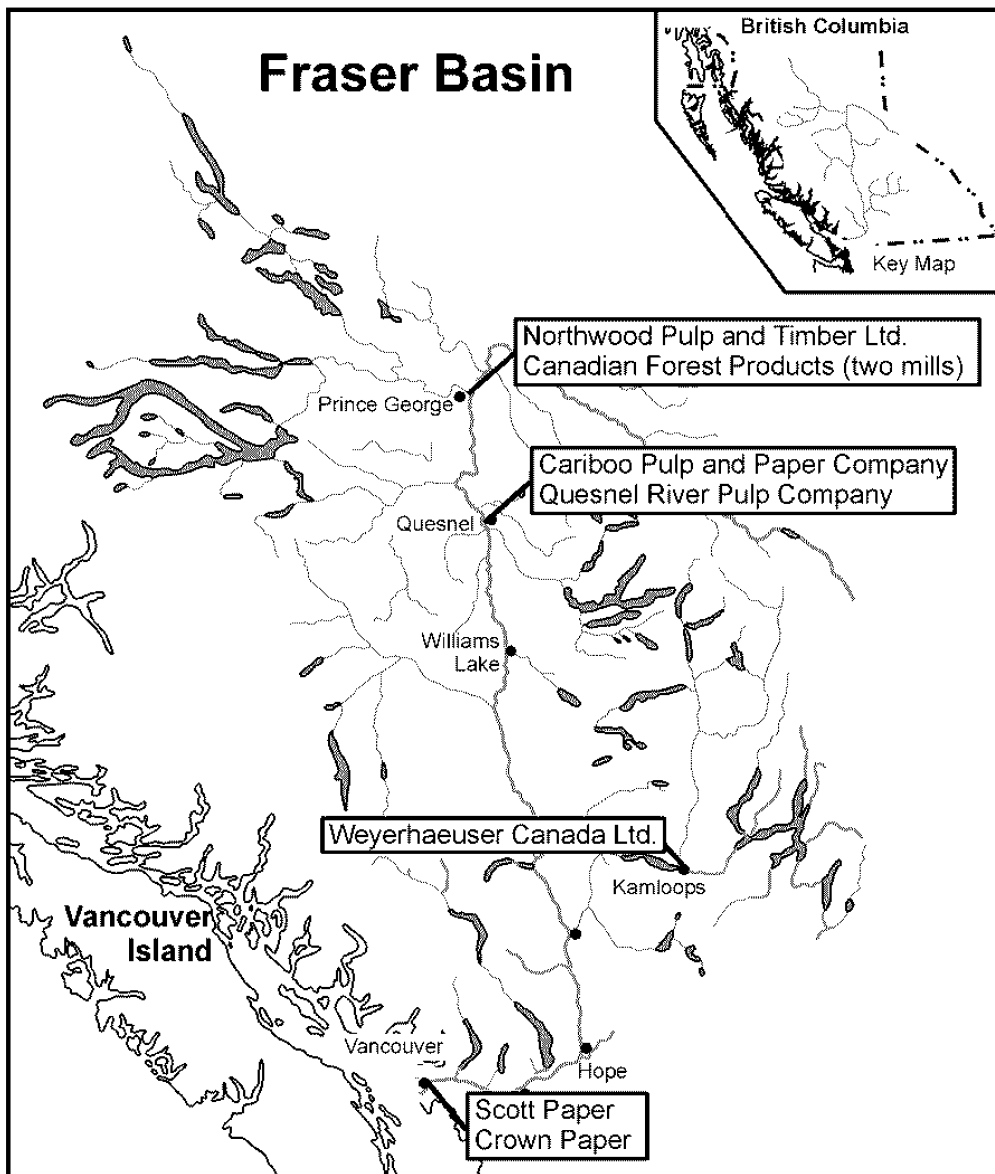 Fraser Basin
British Columbia
Key Map
Northwood Pulp and Timber Ltd.
Canadian Forest Products (two mills)
Prince George
Cariboo Pulp and Paper Company
Quesnel River Pulp Company
Quesnel
Williams
Lake
Weyerhaeuser Canada Ltd.
Kamloops
Vancouver
Island
Vancouver
Hope
Scott Paper
Crown Paper